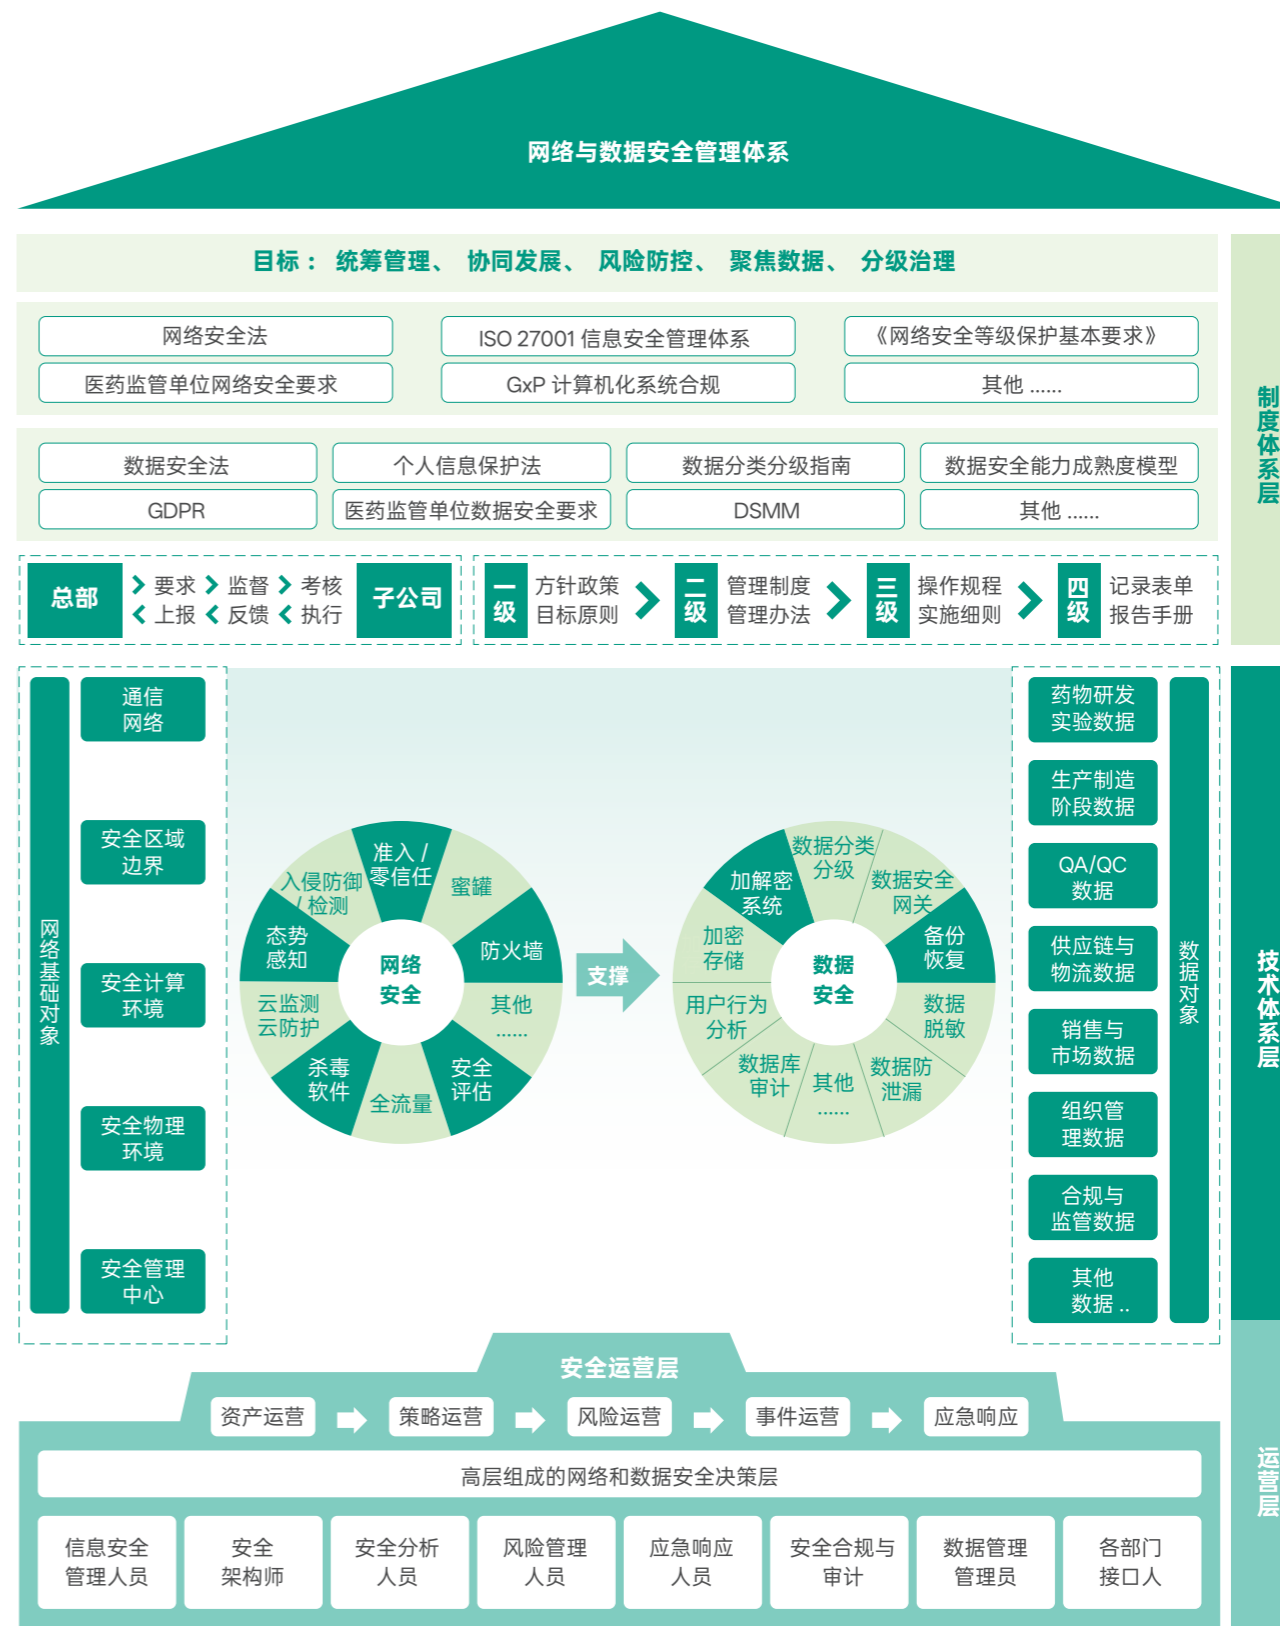 网络与数据安全管理体系
目标： 统筹管理、 协同发展、 风险防控、 聚焦数据、 分级治理
网络安全法
ISO 27001 信息安全管理体系
《网络安全等级保护基本要求》
医药监管单位网络安全要求
GxP 计算机化系统合规
其他 ......
数据安全法
个人信息保护法
数据分类分级指南
数据安全能力成熟度模型
GDPR
医药监管单位数据安全要求
DSMM
其他 ......
制度体系层
总部
要求
监督
考核
上报
反馈
执行
子公司
一级
方针政策
目标原则
二级
管理制度
管理办法
三级
操作规程
实施细则
四级
记录表单
报告手册
网络基础对象
通信
网络
安全区域
边界
安全计算
环境
安全物理
环境
安全管理
中心
网络
安全
准入 /
零信任
蜜罐
防火墙
其他
......
安全
评估
全流量
杀毒
软件
云监测
云防护
态势
感知
入侵防御
/ 检测
支撑
数据
安全
数据分类
分级
数据安全
网关
备份
恢复
数据
脱敏
数据防
泄漏
其他
......
数据库
审计
用户行为
分析
加密
存储
加解密
系统
药物研发
实验数据
生产制造
阶段数据
QA/QC
数据
供应链与
物流数据
销售与
市场数据
组织管
理数据
合规与
监管数据
其他
数据 ..
数据对象
技术体系层
安全运营层
资产运营
策略运营
风险运营
事件运营
应急响应
高层组成的网络和数据安全决策层
信息安全
管理人员
安全
架构师
安全分析
人员
风险管理
人员
应急响应
人员
安全合规与
审计
数据管理
管理员
各部门
接口人
运营层